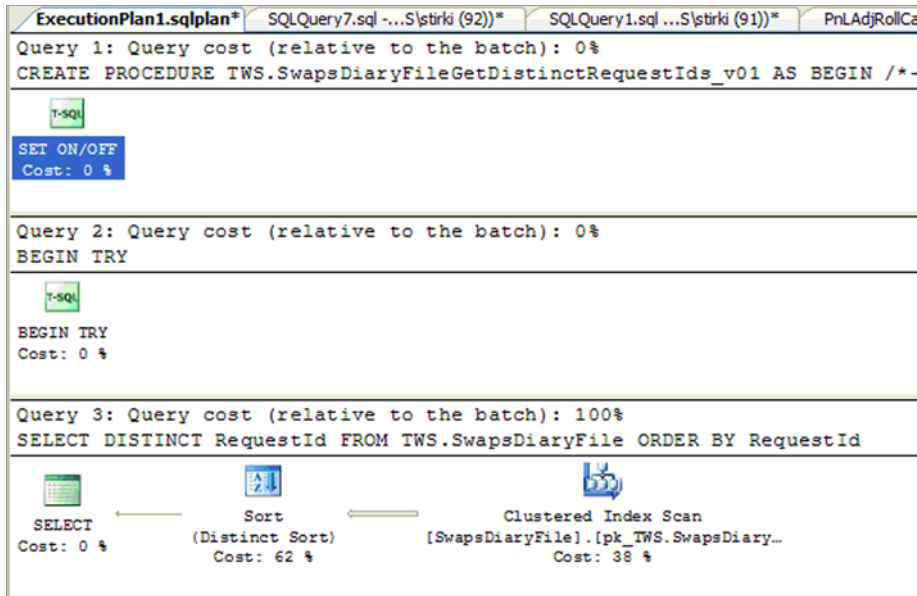 ExecutionPlan1.sqlplan* SQLQuery7.sql -...S\stirki (92))* SQLQuery1.sql ...S\stirki (91))* PnLAdjRollCa
Query 1: Query cost (relative to the batch): 0%
CREATE PROCEDURE TWS.SwapsDiaryFileGetDistinctRequestIds_v01 AS BEGIN /*-
T-SQL
SET ON/OFF
Cost: 0 %
Query 2: Query cost (relative to the batch): 0%
BEGIN TRY
T-SQL
BEGIN TRY
Cost: 0 %
Query 3: Query cost (relative to the batch): 100%
SELECT DISTINCT RequestId FROM TWS.SwapsDiaryFile ORDER BY RequestId
SELECT
Cost: 0 %
Sort
(Distinct Sort)
Cost: 62 %
Clustered Index Scan
[SwapsDiaryFile].[pk_TWS.SwapsDiary…
Cost: 38 %